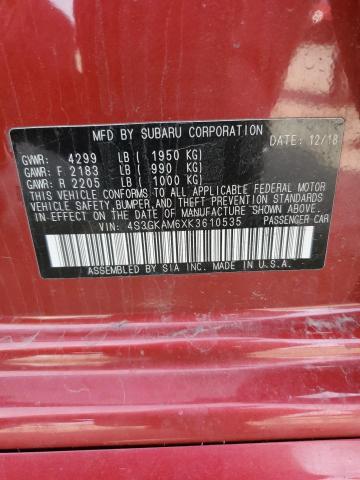 MFD BY SUBARU CORPORATION DATE: 12/18
GVWR: 4299 LB ( 1950 KG)
GAWR: F 2183 LB ( 990 KG)
GAWR: R 2205 LB ( 1000 KG)
THIS VEHICLE CONFORMS TO ALL APPLICABLE FEDERAL MOTOR
VEHICLE SAFETY, BUMPER, AND THEFT PREVENTION STANDARDS
IN EFFECT ON THE DATE OF MANUFACTURE SHOWN ABOVE.
VIN: 4S3GKAM6XK3610535 PASSENGER CAR
ASSEMBLED BY SIA INC. MADE IN U.S.A.